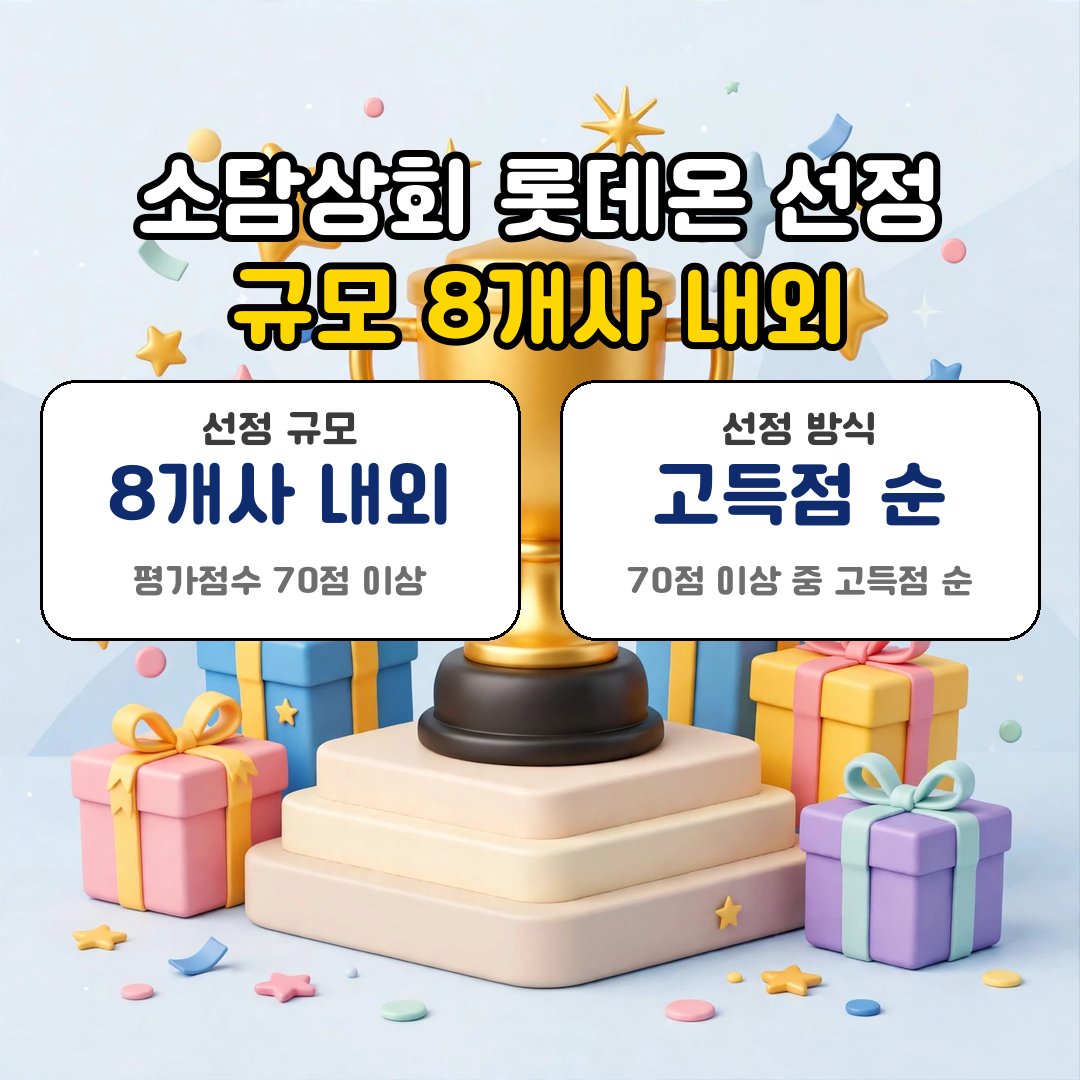 소담상회 롯데온 선정
규모 8개사 내외
선정 규모
8개사 내외
평가점수 70점 이상
선정 방식
고득점 순
70점 이상 중 고득점 순